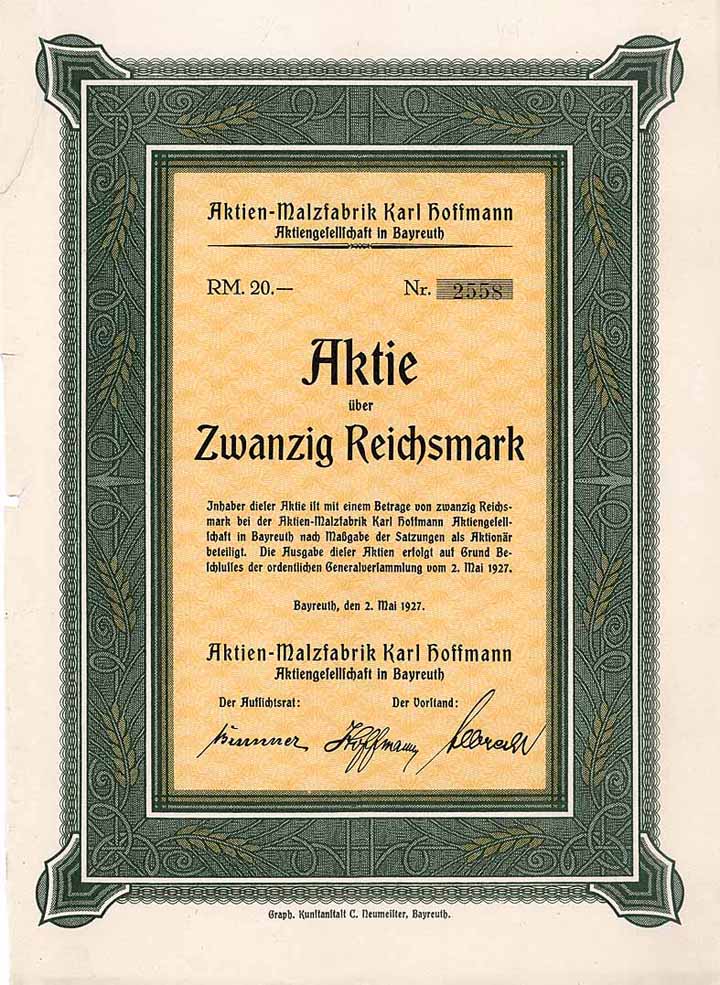 Aktien-Malzfabrik Karl Hoffmann
Aktiengesellschaft in Bayreuth
RM. 20.— Nr. 2558
Aktie
über
Zwanzig Reichsmark
Inhaber dieser Aktie ist mit einem Betrage von zwanzig Reichs-
mark bei der Aktien-Malzfabrik Karl Hoffmann Aktiengesell-
schaft in Bayreuth nach Maßgabe der Satzungen als Aktionär
beteiligt. Die Ausgabe dieser Aktien erfolgt auf Grund Be-
schlusses der ordentlichen Generalversammlung vom 2. Mai 1927.
Bayreuth, den 2. Mai 1927.
Aktien-Malzfabrik Karl Hoffmann
Aktiengesellschaft in Bayreuth
Der Aufsichtsrat: Der Vorstand:
Hoffmann
Graph. Kunstanstalt C. Neumeister, Bayreuth.